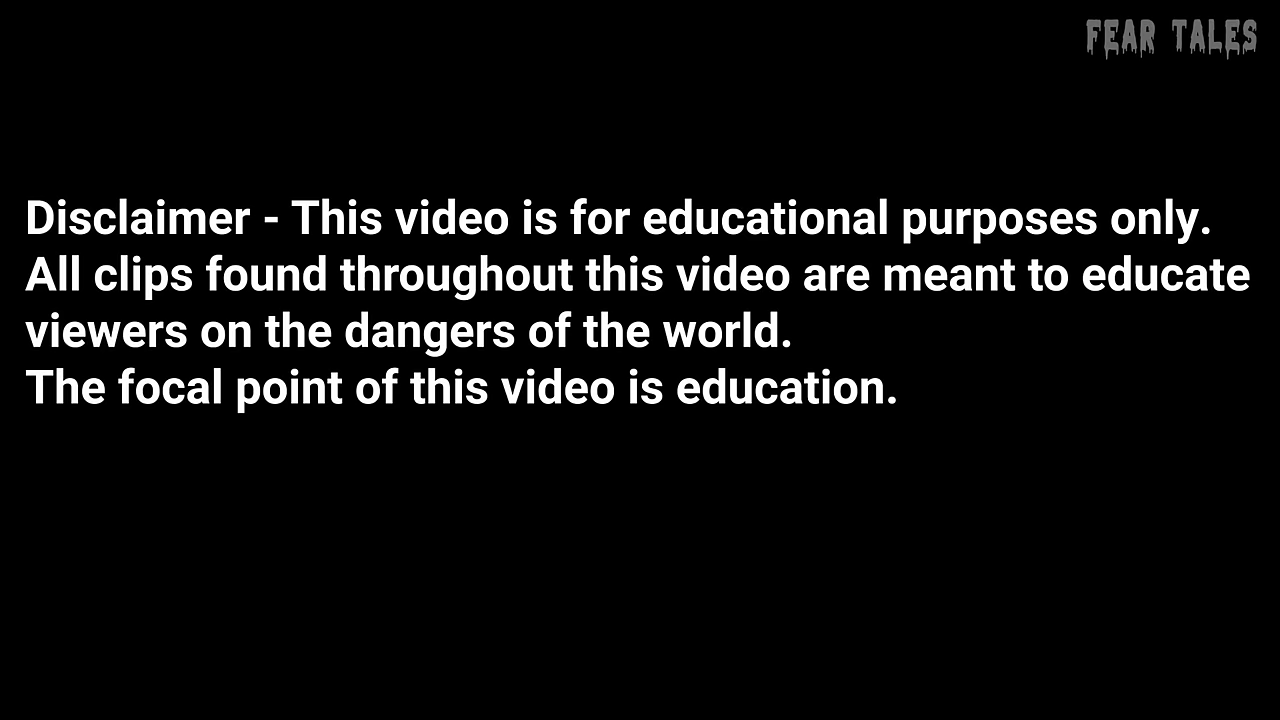 FEAR TALES
Disclaimer - This video is for educational purposes only.
All clips found throughout this video are meant to educate
viewers on the dangers of the world.
The focal point of this video is education.